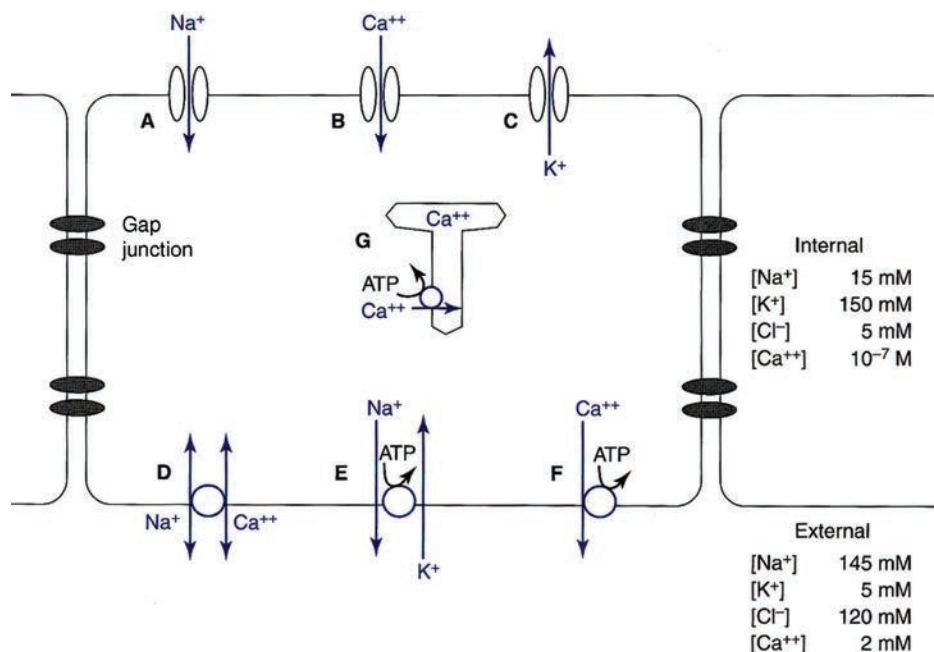 Na⁺
Ca⁺⁺
A
B
C
K⁺
Gap
junction
Ca⁺⁺
G
ATP
Ca⁺⁺
Internal
[Na⁺] 15 mM
[K⁺] 150 mM
[Cl⁻] 5 mM
[Ca⁺⁺] 10⁻⁷ M
Na⁺
Ca⁺⁺
D
E
ATP
F
ATP
Na⁺
Ca⁺⁺
K⁺
External
[Na⁺] 145 mM
[K⁺] 5 mM
[Cl⁻] 120 mM
[Ca⁺⁺] 2 mM